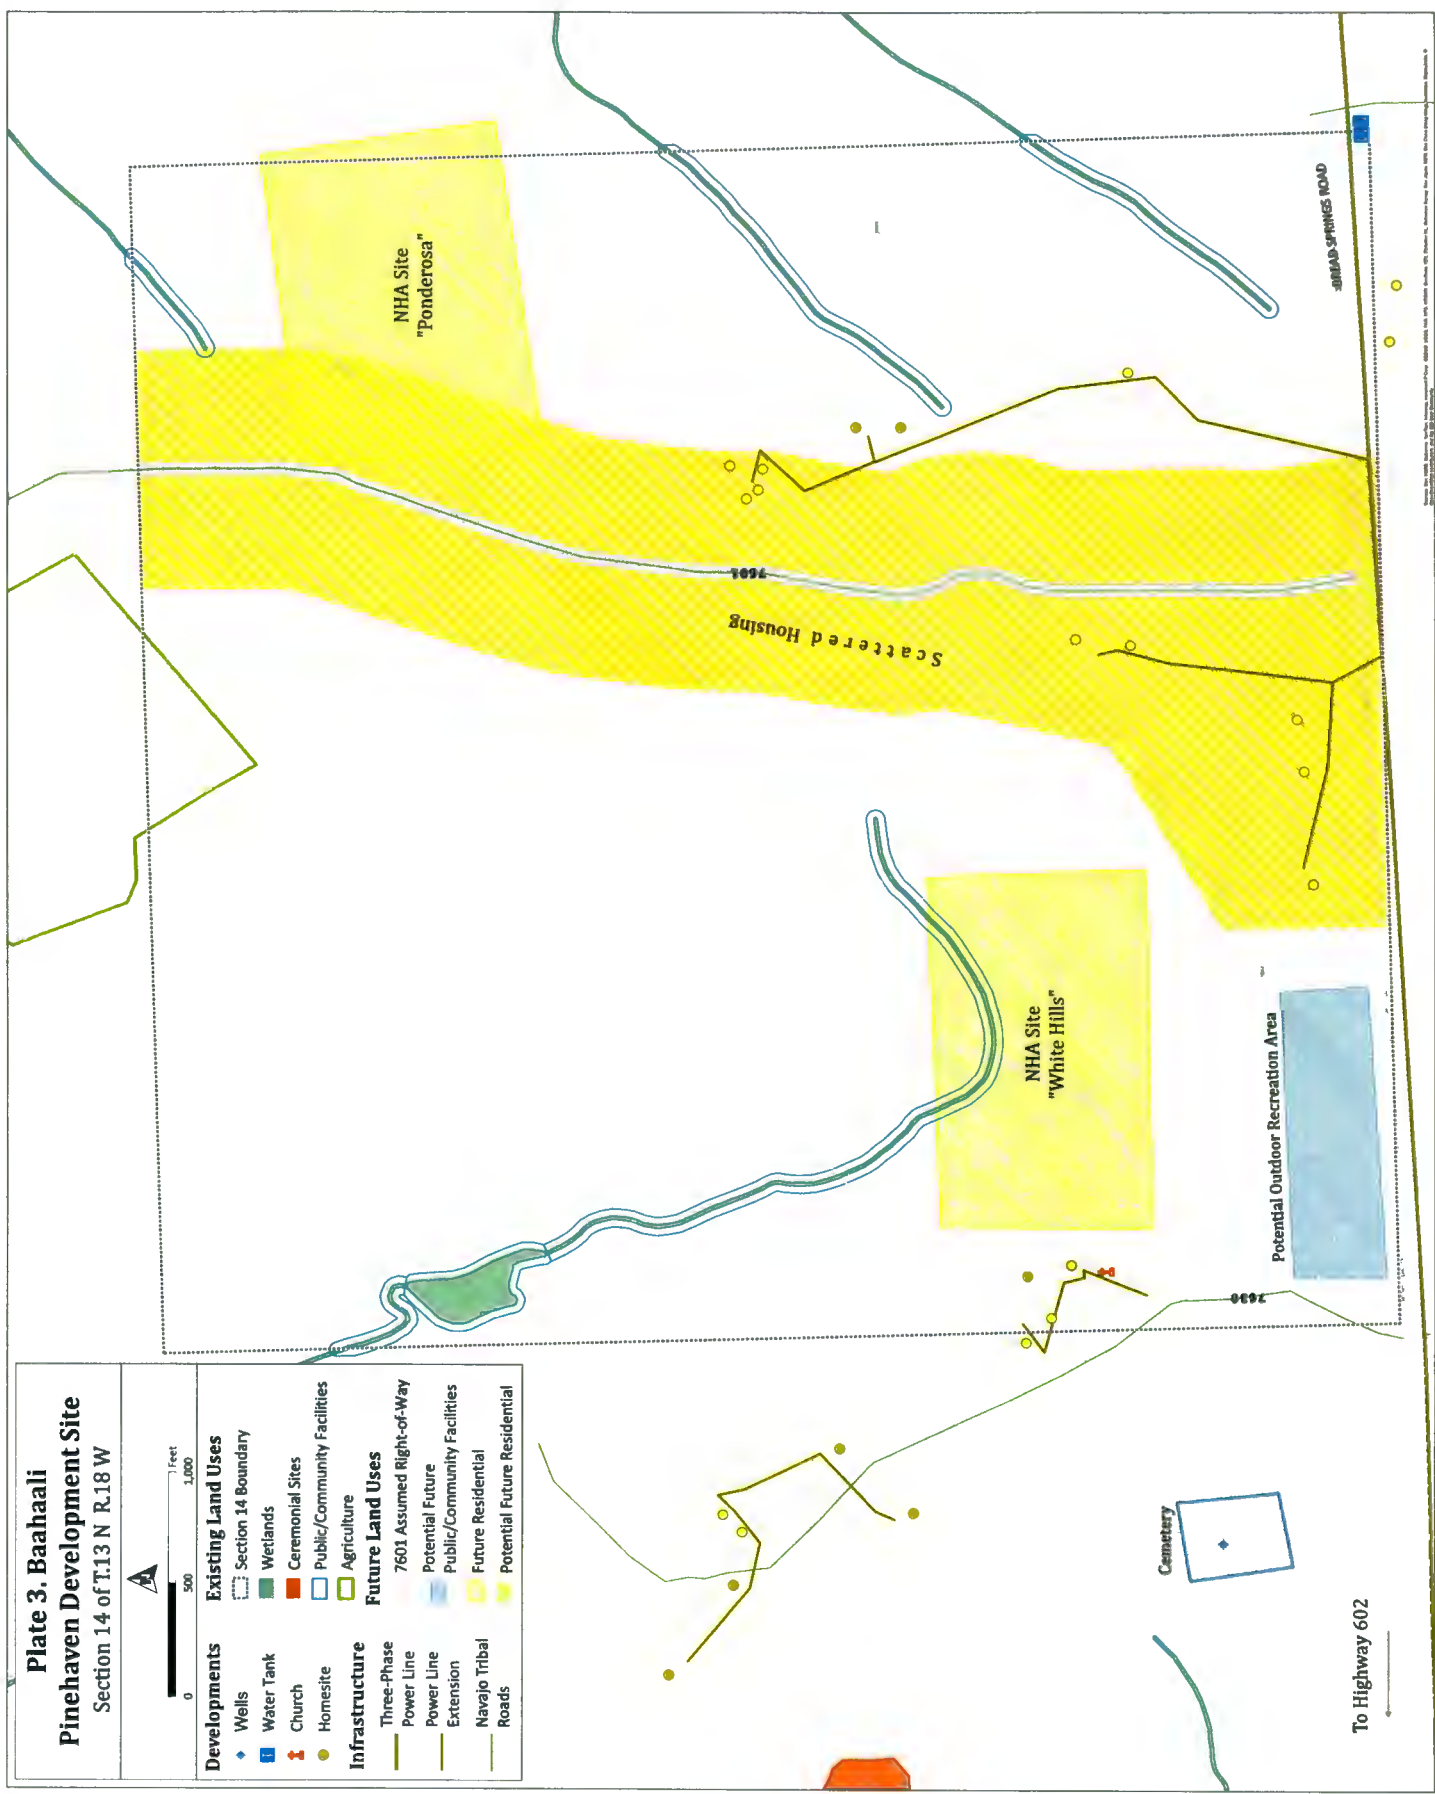 Plate 3. Baahaali
Pinehaven Development Site
Section 14 of T.13 N R.18 W
N
0
500
1,000
Feet
Developments
Wells
Water Tank
Church
Homesite
Infrastructure
Three-Phase
Power Line
Power Line
Extension
Navajo Tribal
Roads
Existing Land Uses
Section 14 Boundary
Wetlands
Ceremonial Sites
Public/Community Facilities
Agriculture
Future Land Uses
7601 Assumed Right-of-Way
Potential Future
Public/Community Facilities
Future Residential
Potential Future Residential
NHA Site
"Ponderosa"
7601
Scattered Housing
NHA Site
"White Hills"
Potential Outdoor Recreation Area
7630
BREAD SPRINGS ROAD
Cemetery
To Highway 602